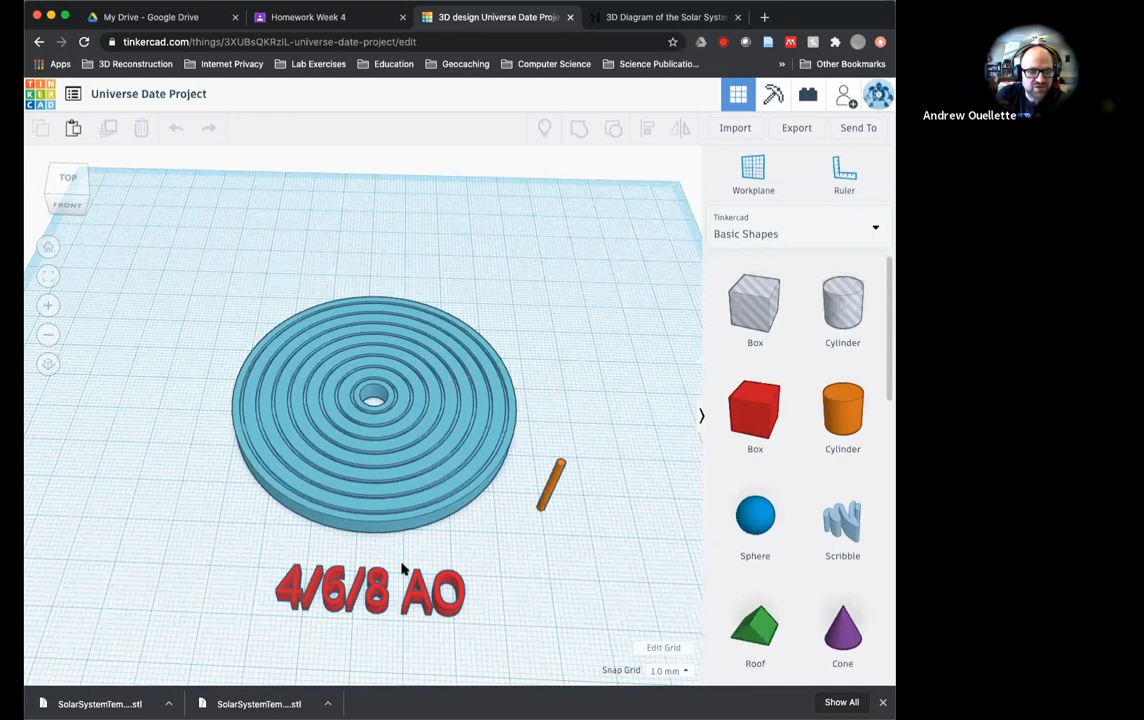 My Drive - Google Drive
Homework Week 4
3D design Universe Date Proje
3D Diagram of the Solar Syste
tinkercad.com/things/3XUBsQKRzIL-universe-date-project/edit
Apps
3D Reconstruction
Internet Privacy
Lab Exercises
Education
Geocaching
Computer Science
Science Publicatio...
»
Other Bookmarks
TIN
KER
CAD
Universe Date Project
Andrew Ouellette
Import
Export
Send To
TOP
FRONT
Workplane
Ruler
Tinkercad
Basic Shapes
Box
Cylinder
Box
Cylinder
Sphere
Scribble
Roof
Cone
4/6/8 AO
Edit Grid
Snap Grid
1.0 mm
SolarSystemTem....stl
SolarSystemTem....stl
Show All